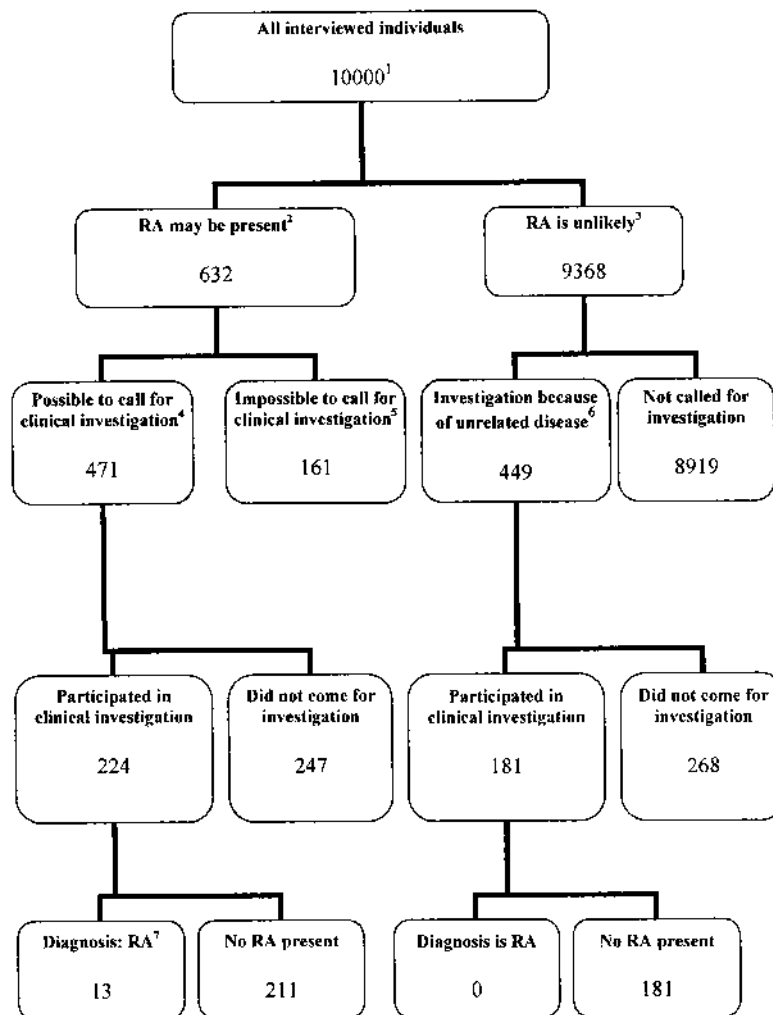 All interviewed individuals
10000¹
RA may be present²
632
RA is unlikely³
9368
Possible to call for
clinical investigation⁴
471
Impossible to call for
clinical investigation⁵
161
Investigation because
of unrelated disease⁶
449
Not called for
investigation
8919
Participated in
clinical investigation
224
Did not come for
investigation
247
Participated in
clinical investigation
181
Did not come for
investigation
268
Diagnosis: RA⁷
13
No RA present
211
Diagnosis is RA
0
No RA present
181